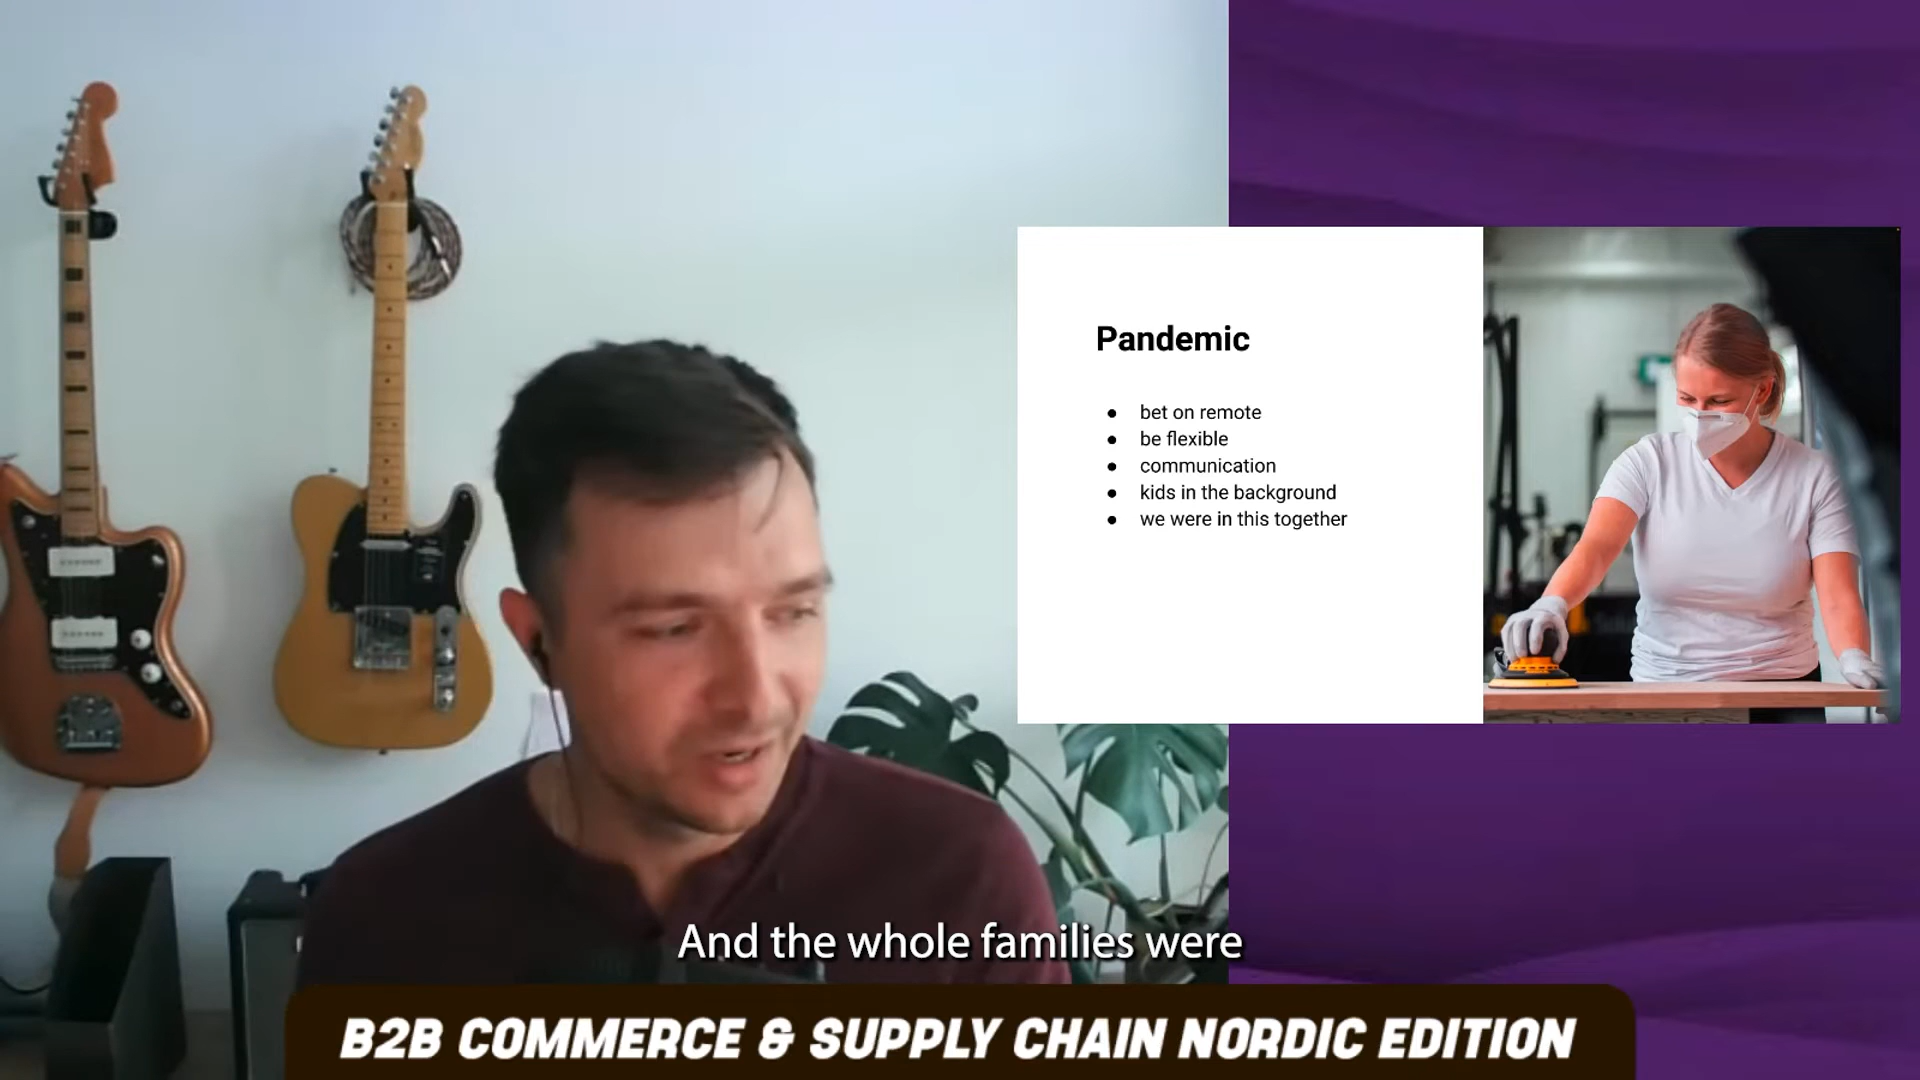 Pandemic
● bet on remote
● be flexible
● communication
● kids in the background
● we were in this together
And the whole families were
B2B COMMERCE & SUPPLY CHAIN NORDIC EDITION